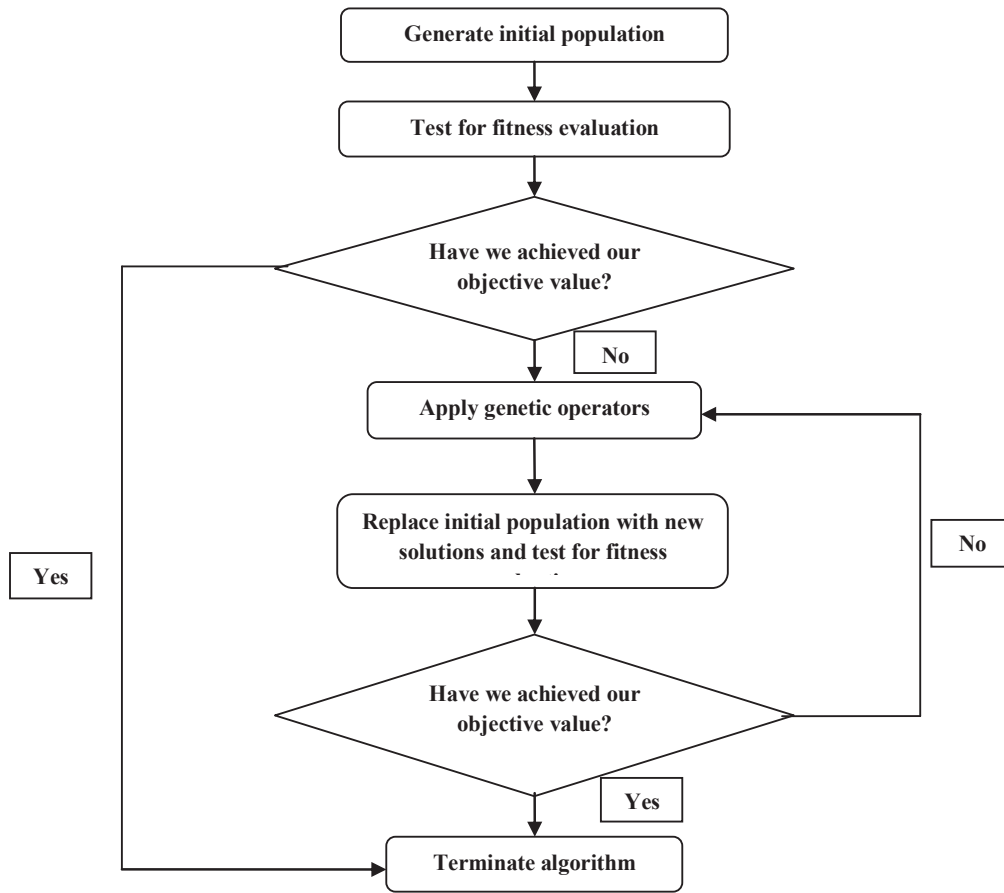 Generate initial population
Test for fitness evaluation
Have we achieved our
objective value?
No
Apply genetic operators
Replace initial population with new
solutions and test for fitness
No
Yes
Have we achieved our
objective value?
Yes
Terminate algorithm